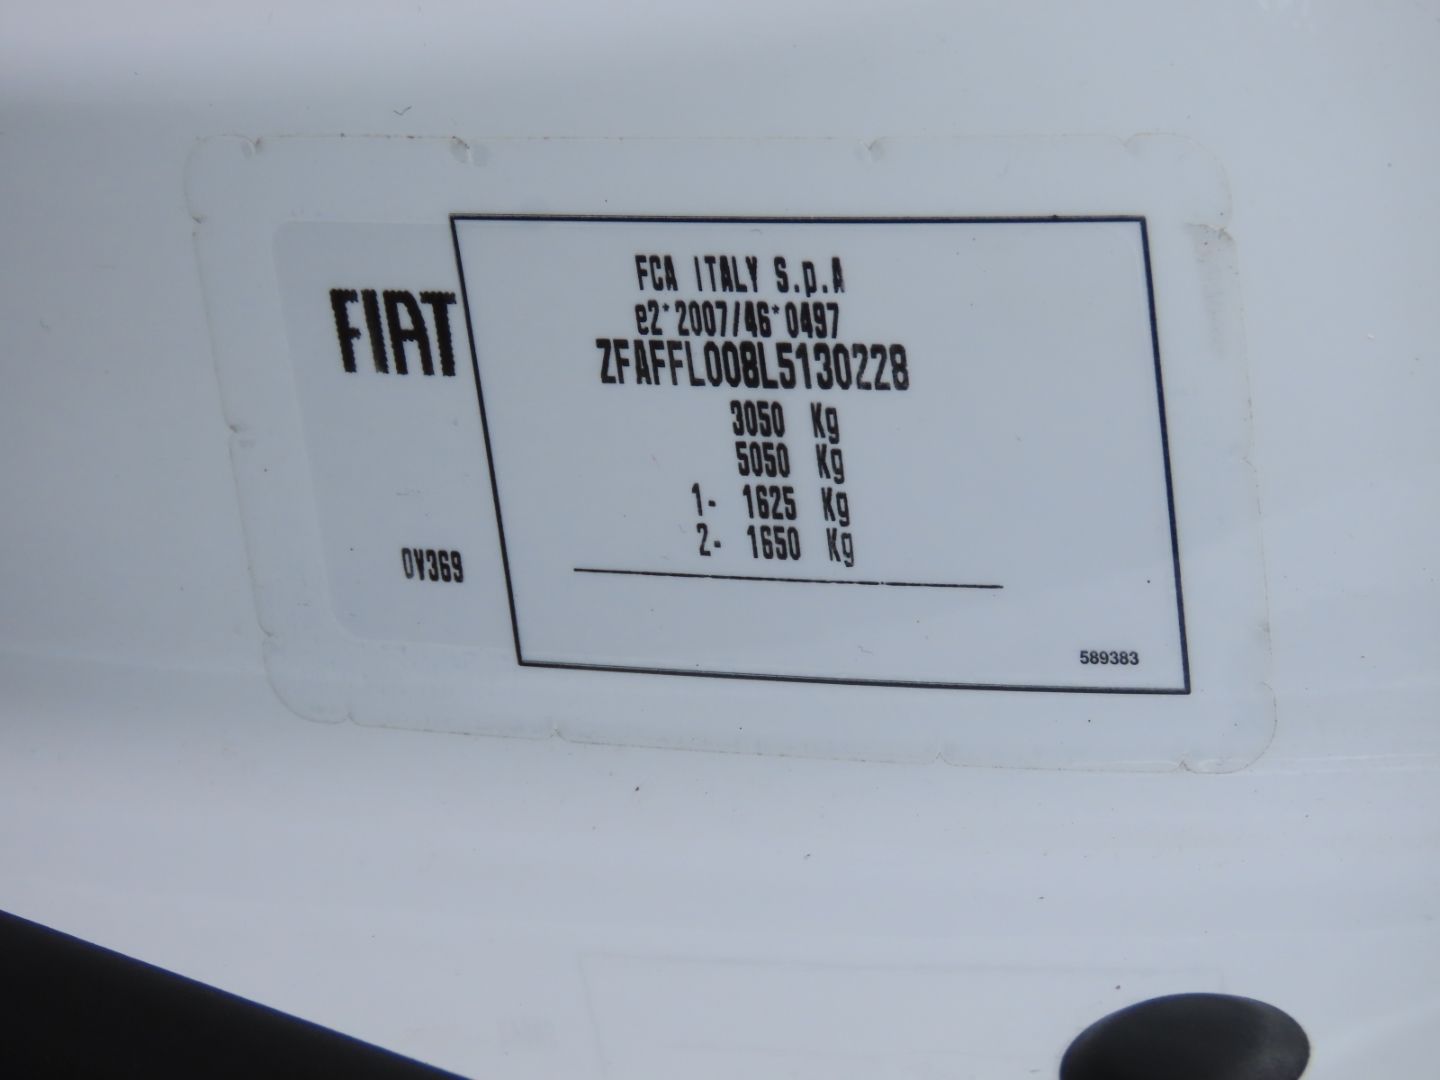 FIAT
FCA ITALY S.p.A
e2*2007/46*0497
ZFAFFL008L5130228
3050 Kg
5050 Kg
1- 1625 Kg
2- 1650 Kg
0V369
589383